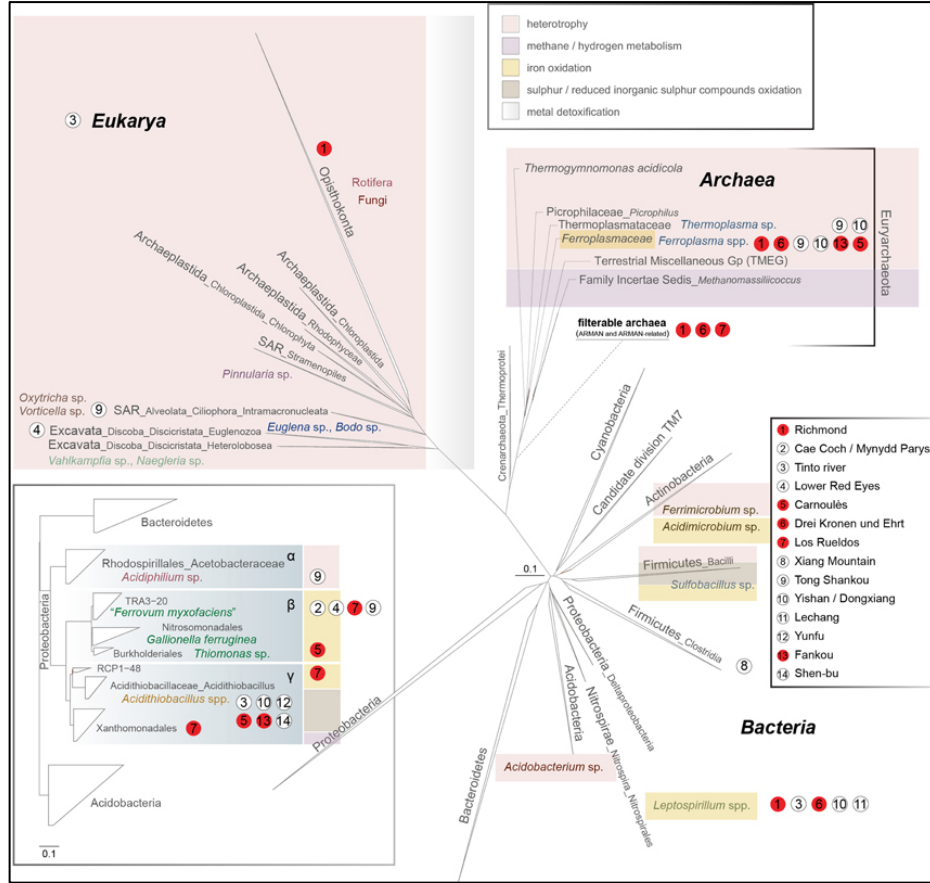 heterotrophy
methane / hydrogen metabolism
iron oxidation
sulphur / reduced inorganic sulphur compounds oxidation
metal detoxification
3 Eukarya
1
Opisthokonta
Rotifera
Fungi
Archaeplastida_Chloroplastida
Archaeplastida_Rhodophyceae
Archaeplastida_Chloroplastida_Chlorophyta
SAR_Stramenopiles
Pinnularia sp.
Oxytricha sp.
Vorticella sp. 9 SAR_Alveolata_Ciliophora_Intramacronucleata
4 Excavata_Discoba_Discicristata_Euglenozoa Euglena sp., Bodo sp.
Excavata_Discoba_Discicristata_Heterolobosea
Vahlkampfia sp., Naegleria sp.
Thermogymnomonas acidicola
Archaea
Picrophilaceae_Picrophilus
Thermoplasmataceae Thermoplasma sp. 9 10
Ferroplasmaceae Ferroplasma spp. 1 6 9 10 13 5
Terrestrial Miscellaneous Gp (TMEG)
Family Incertae Sedis_Methanomassiliicoccus
Euryarchaeota
filterable archaea
(ARMAN and ARMAN-related)
1 6 7
Crenarchaeota_Thermoprotei
Cyanobacteria
Candidate division TM7
Actinobacteria
Ferrimicrobium sp.
Acidimicrobium sp.
Firmicutes_Bacilli
Sulfobacillus sp.
Firmicutes_Clostridia
8
0.1
Proteobacteria_Deltaproteobacteria
Nitrospirae_Nitrospira_Nitrospirales
Acidobacteria
Acidobacterium sp.
Bacteroidetes
Proteobacteria
Bacteria
Leptospirillum spp. 1 3 6 10 11
1 Richmond
2 Cae Coch / Mynydd Parys
3 Tinto river
4 Lower Red Eyes
5 Carnoulès
6 Drei Kronen und Ehrt
7 Los Rueldos
8 Xiang Mountain
9 Tong Shankou
10 Yishan / Dongxiang
11 Lechang
12 Yunfu
13 Fankou
14 Shen-bu
Bacteroidetes
Proteobacteria
α
Rhodospirillales_Acetobacteraceae
Acidiphilium sp.
9
β
TRA3-20
"Ferrovum myxofaciens"
2 4 7 9
Nitrosomonadales
Gallionella ferruginea
Burkholderiales Thiomonas sp.
5
RCP1-48
γ
7
Acidithiobacillaceae_Acidithiobacillus
Acidithiobacillus spp. 3 10 12
Xanthomonadales 7 5 13 14
Acidobacteria
0.1